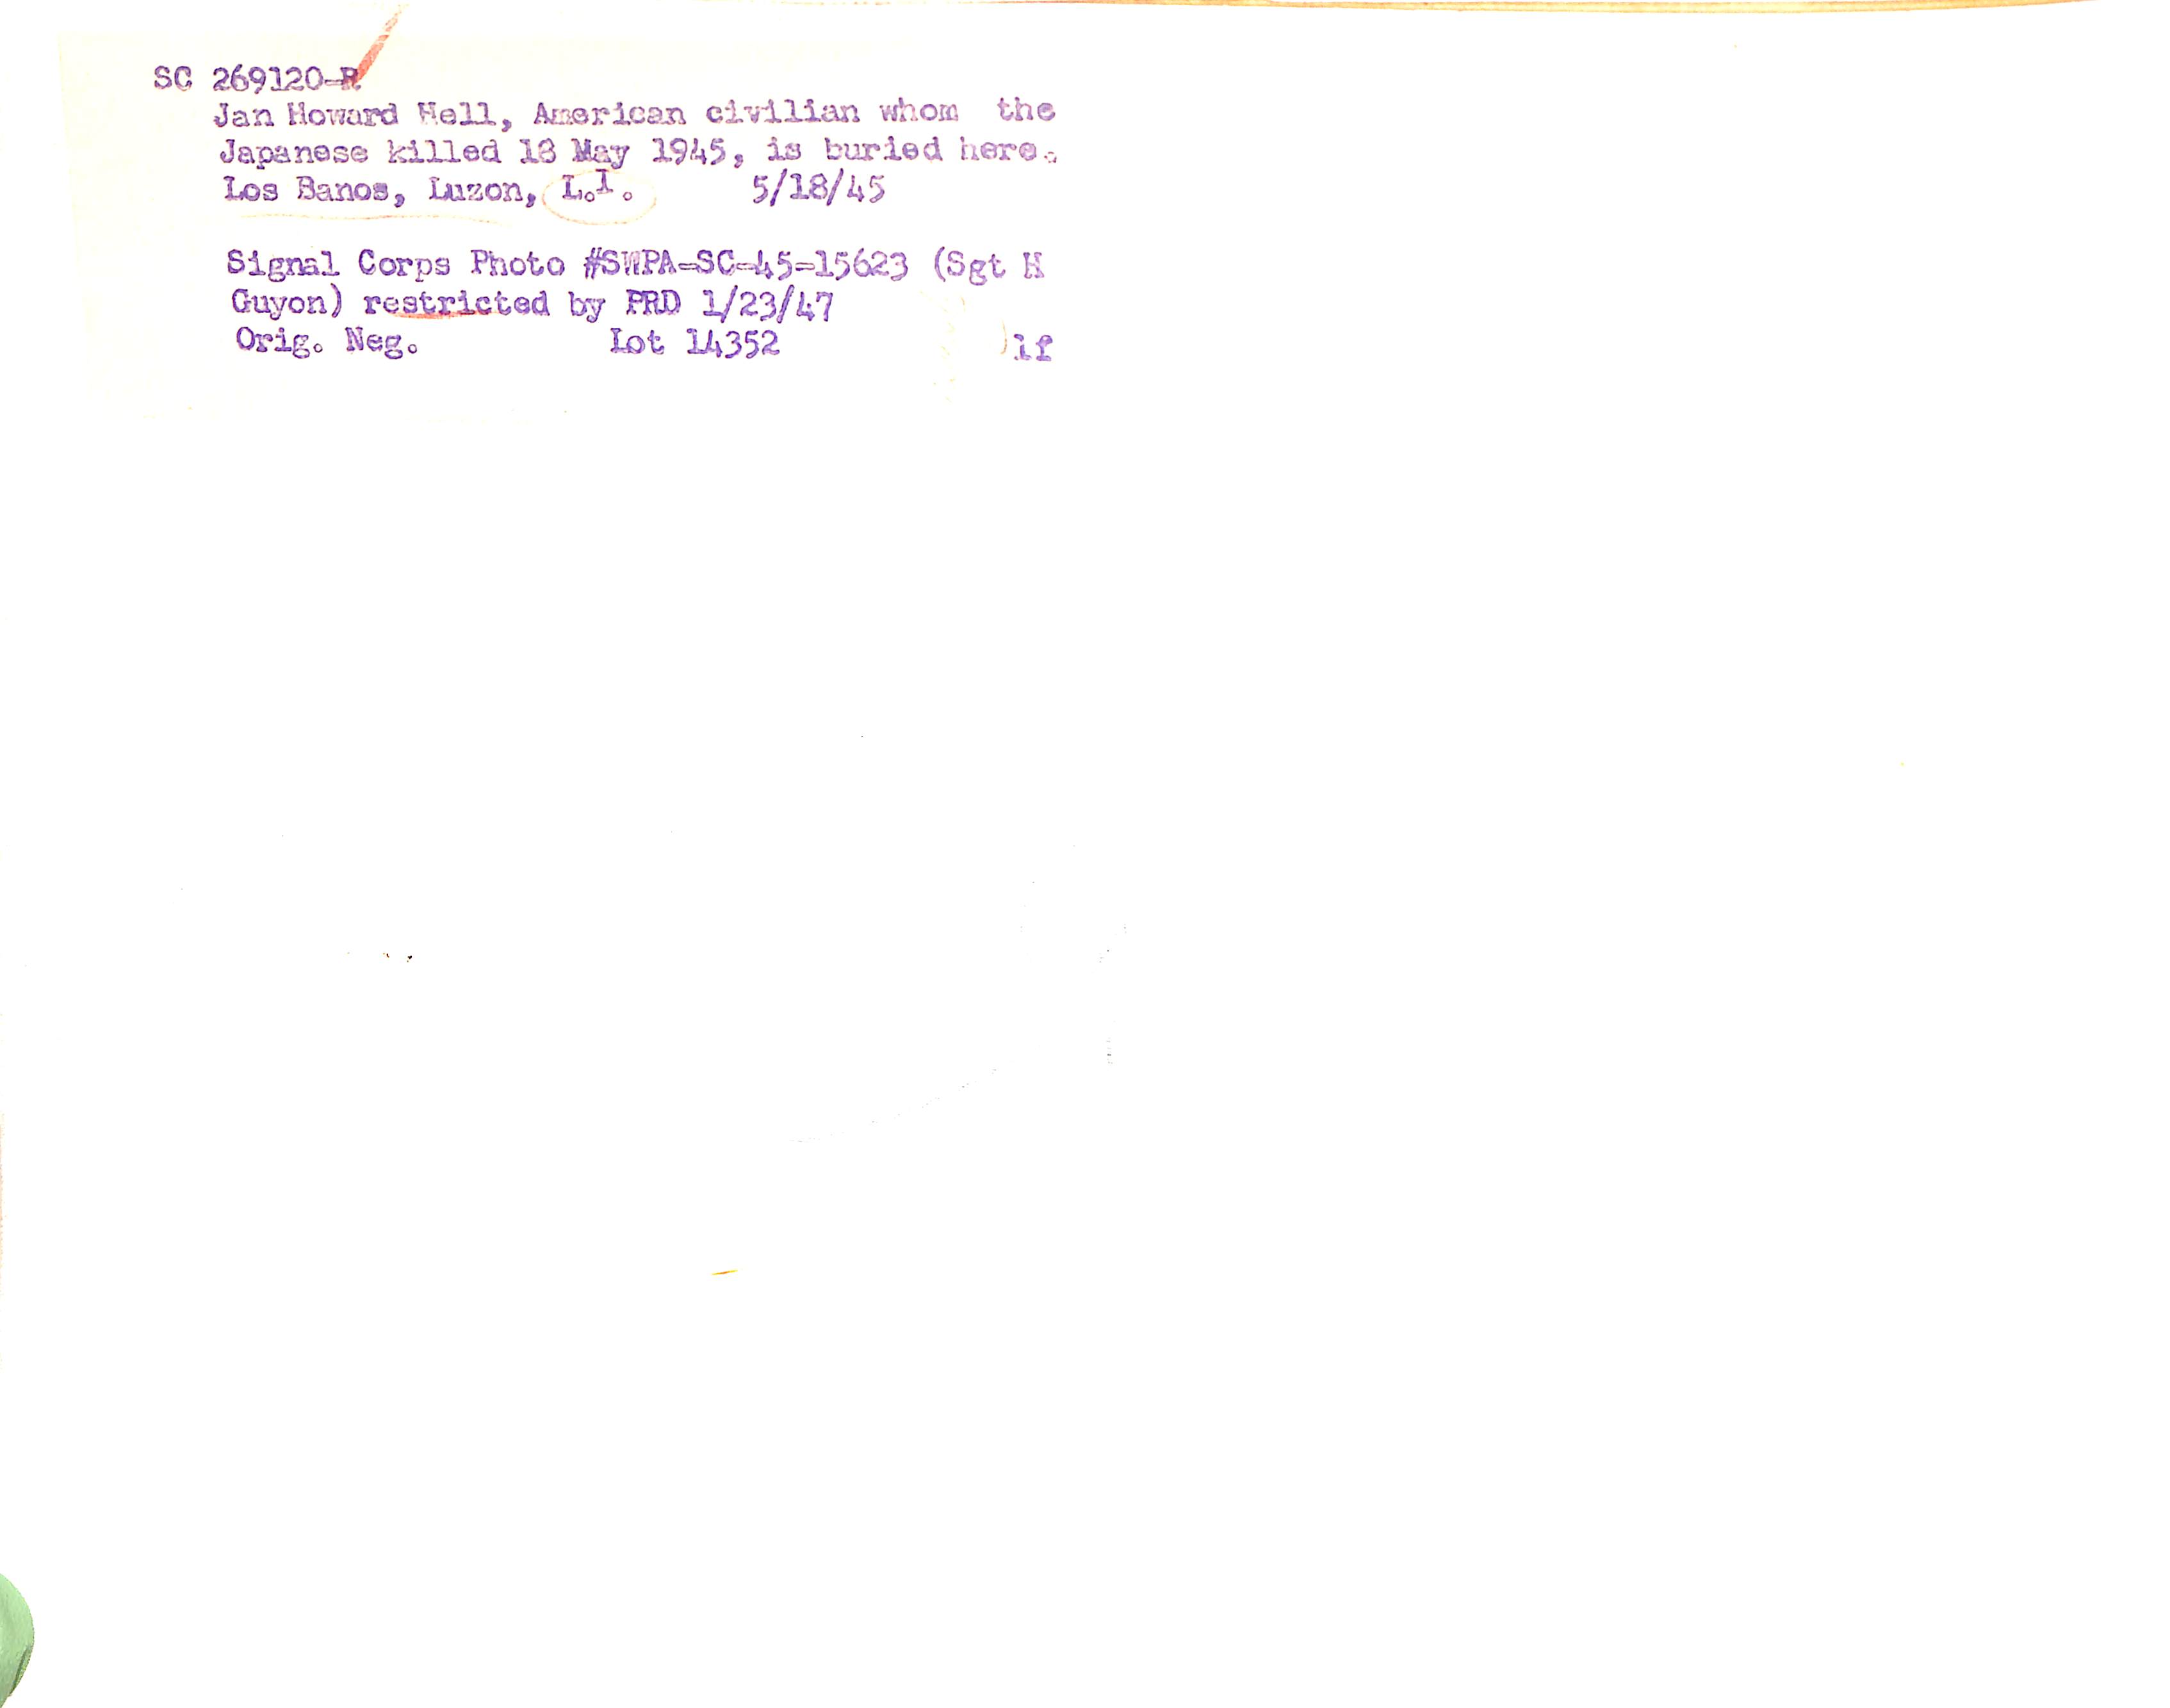 SC 269120-R
Jan Howard Hell, American civilian whom the
Japanese killed 18 May 1945, is buried here.
Los Banos, Luzon, L.I. 5/18/45
Signal Corps Photo #SWPA-SC-45-15623 (Sgt H
Guyon) restricted by PRD 1/23/47
Orig. Neg. Lot 14352 lf